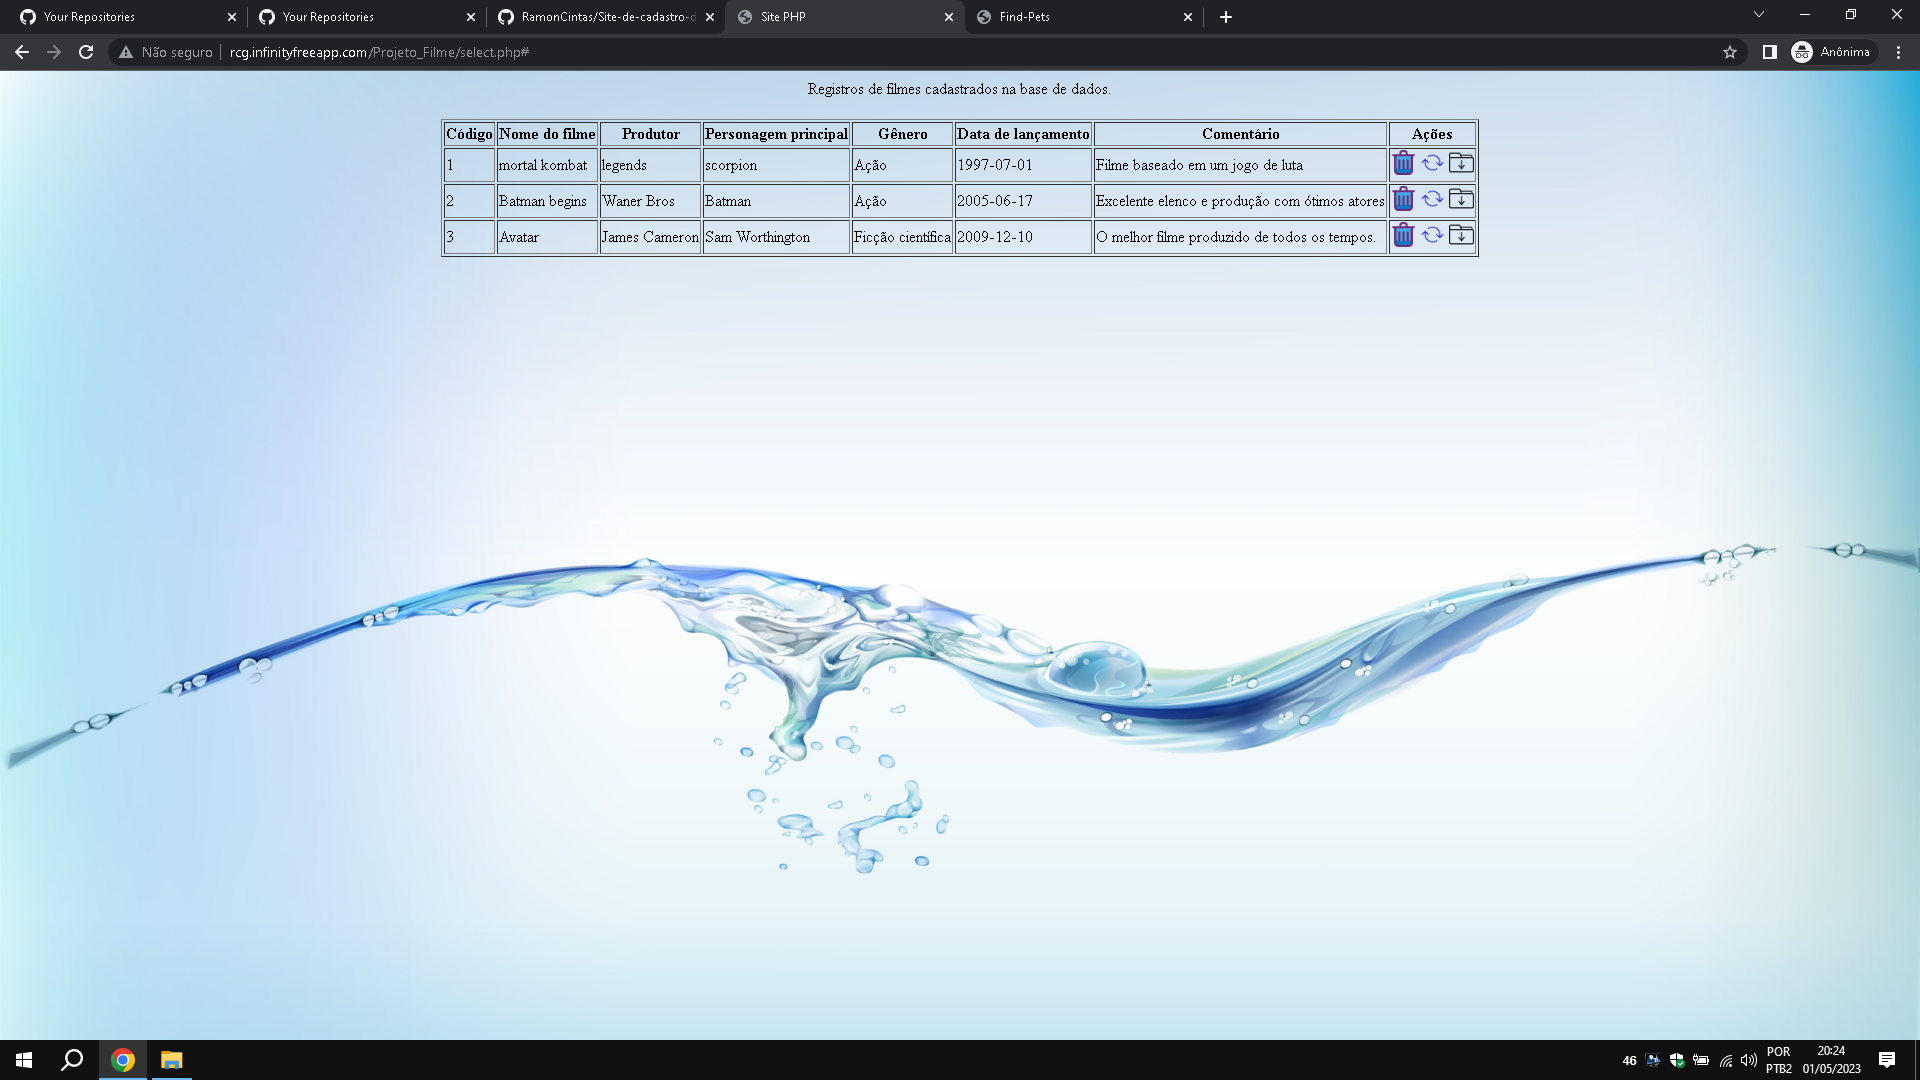 Your Repositories
Your Repositories
RamonCintas/Site-de-cadastro-d
Site PHP
Find-Pets
Não seguro
rcg.infinityfreeapp.com/Projeto_Filme/select.php#
Anônima
Registros de filmes cadastrados na base de dados.
Código Nome do filme Produtor Personagem principal Gênero Data de lançamento Comentário Ações
1 mortal kombat legends scorpion Ação 1997-07-01 Filme baseado em um jogo de luta
2 Batman begins Waner Bros Batman Ação 2005-06-17 Excelente elenco e produção com ótimos atores
3 Avatar James Cameron Sam Worthington Ficção científica 2009-12-10 O melhor filme produzido de todos os tempos.
46
POR
PTB2
20:24
01/05/2023